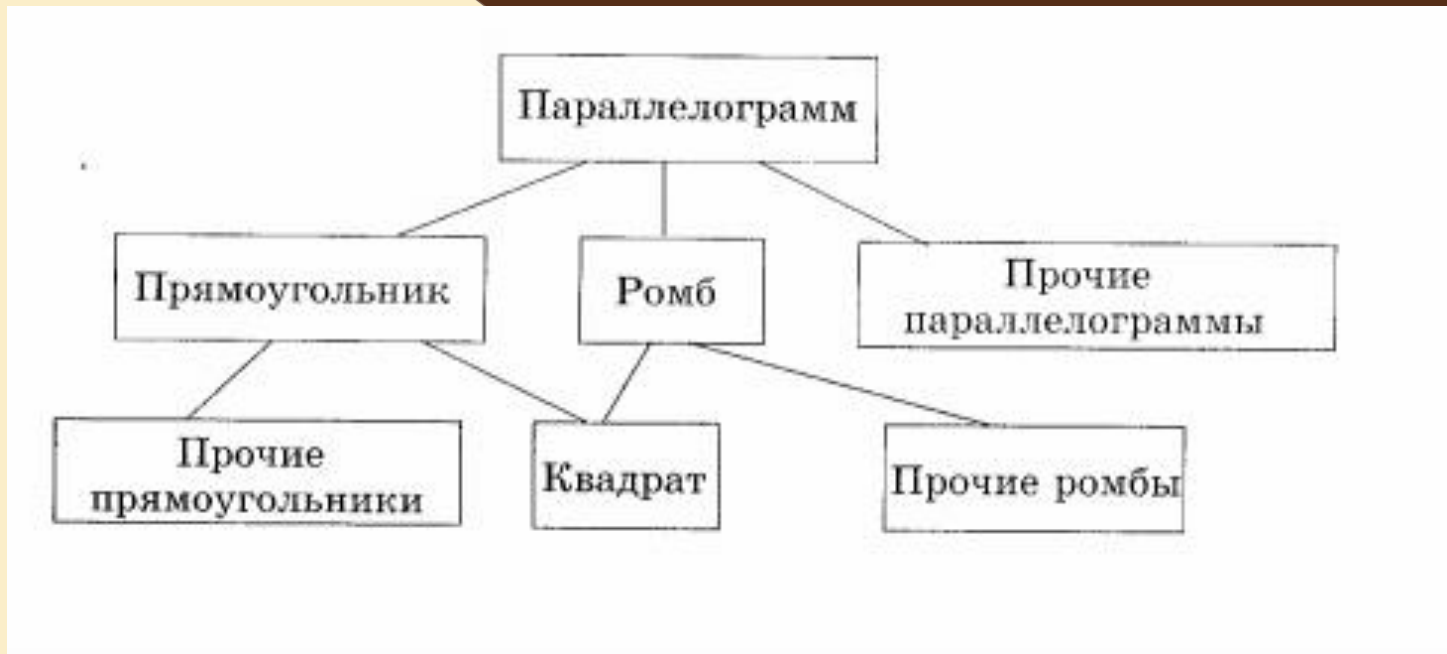 Параллелограмм
Прямоугольник
Ромб
Прочие
параллелограммы
Прочие
прямоугольники
Квадрат
Прочие ромбы